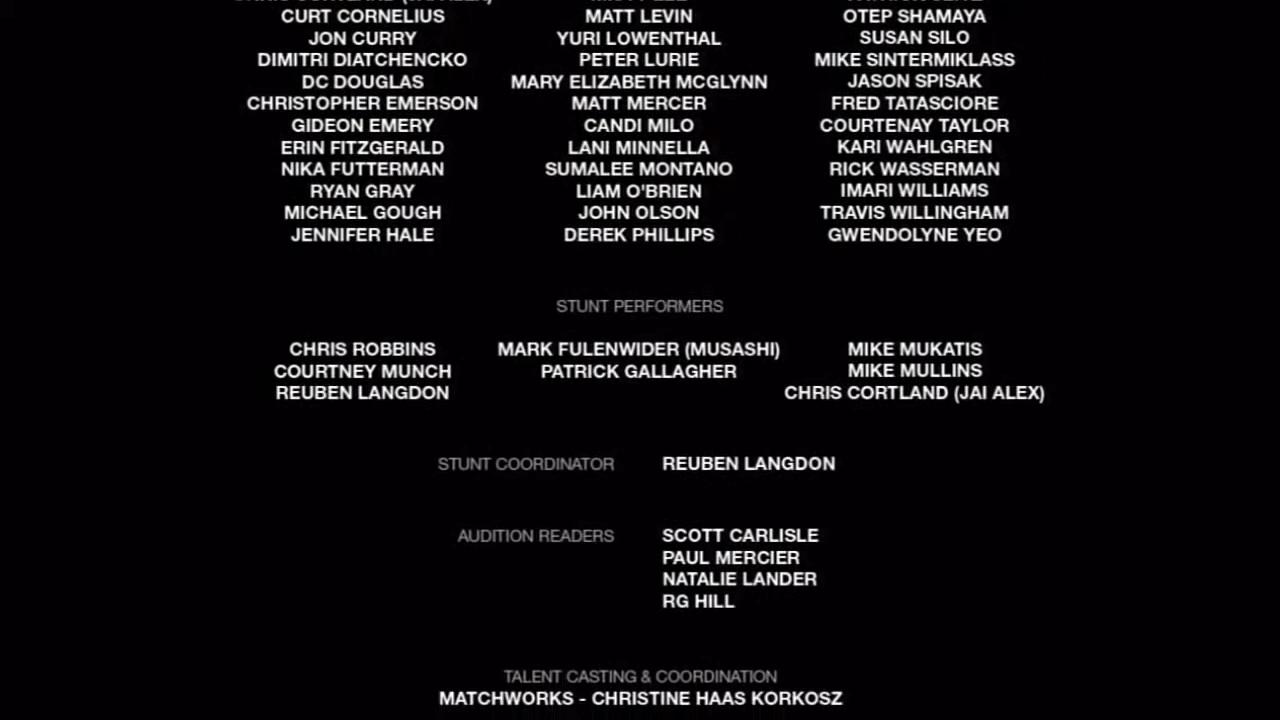 CURT CORNELIUS MATT LEVIN OTEP SHAMAYA
JON CURRY YURI LOWENTHAL SUSAN SILO
DIMITRI DIATCHENCKO PETER LURIE MIKE SINTERMIKLASS
DC DOUGLAS MARY ELIZABETH MCGLYNN JASON SPISAK
CHRISTOPHER EMERSON MATT MERCER FRED TATASCIORE
GIDEON EMERY CANDI MILO COURTENAY TAYLOR
ERIN FITZGERALD LANI MINNELLA KARI WAHLGREN
NIKA FUTTERMAN SUMALEE MONTANO RICK WASSERMAN
RYAN GRAY LIAM O'BRIEN IMARI WILLIAMS
MICHAEL GOUGH JOHN OLSON TRAVIS WILLINGHAM
JENNIFER HALE DEREK PHILLIPS GWENDOLYNE YEO
STUNT PERFORMERS
CHRIS ROBBINS MARK FULENWIDER (MUSASHI) MIKE MUKATIS
COURTNEY MUNCH PATRICK GALLAGHER MIKE MULLINS
REUBEN LANGDON CHRIS CORTLAND (JAI ALEX)
STUNT COORDINATOR REUBEN LANGDON
AUDITION READERS SCOTT CARLISLE
PAUL MERCIER
NATALIE LANDER
RG HILL
TALENT CASTING & COORDINATION
MATCHWORKS - CHRISTINE HAAS KORKOSZ